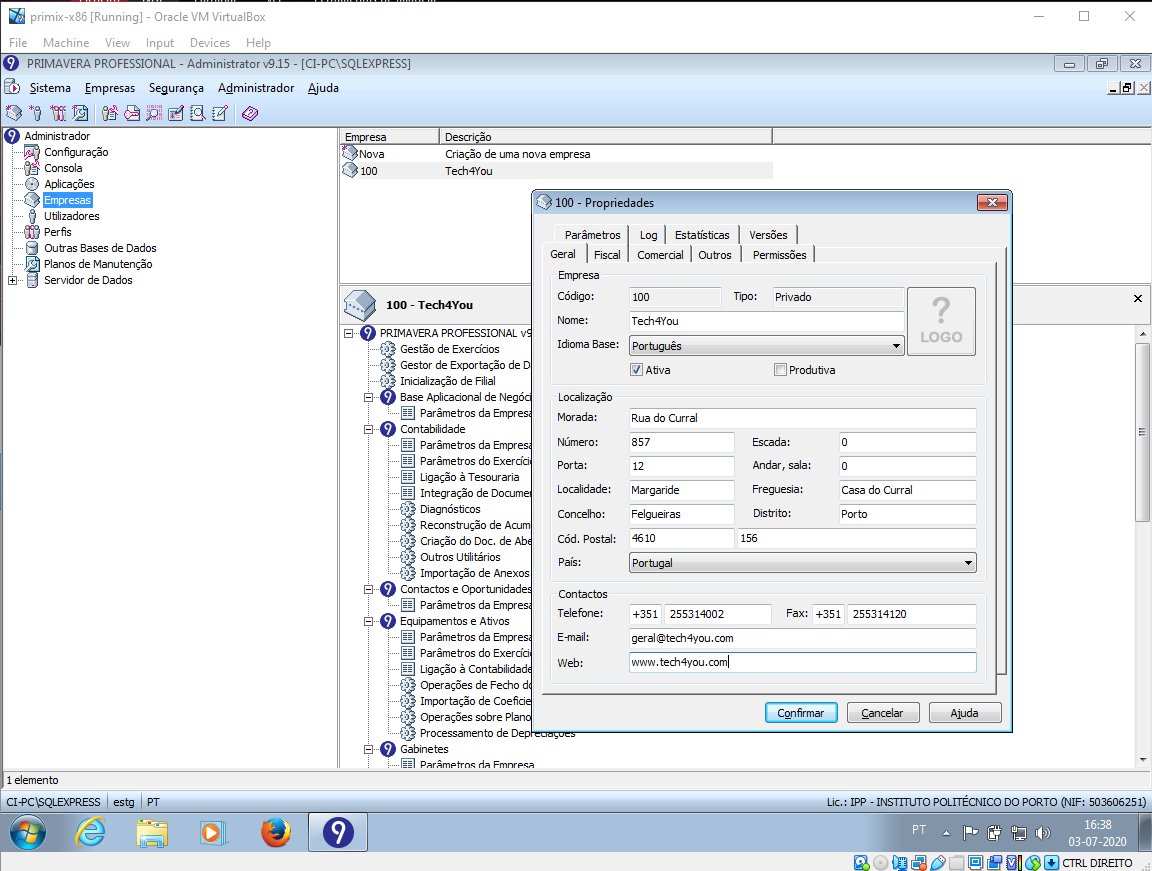 primix-x86 [Running] - Oracle VM VirtualBox
File Machine View Input Devices Help
PRIMAVERA PROFESSIONAL - Administrator v9.15 - [CI-PC\SQLEXPRESS]
Sistema Empresas Segurança Administrador Ajuda
Administrador
Configuração
Consola
Aplicações
Empresas
Utilizadores
Perfis
Outras Bases de Dados
Planos de Manutenção
Servidor de Dados
Empresa Descrição
Nova Criação de uma nova empresa
100 Tech4You
100 - Tech4You
PRIMAVERA PROFESSIONAL v9
Gestão de Exercícios
Gestor de Exportação de D
Inicialização de Filial
Base Aplicacional de Negóci
Parâmetros da Empresa
Contabilidade
Parâmetros da Empresa
Parâmetros do Exercíci
Ligação à Tesouraria
Integração de Documen
Diagnósticos
Reconstrução de Acum
Criação do Doc. de Abe
Outros Utilitários
Importação de Anexos
Contactos e Oportunidades
Parâmetros da Empresa
Equipamentos e Ativos
Parâmetros da Empresa
Parâmetros do Exercíci
Ligação à Contabilidade
Operações de Fecho do
Importação de Coeficie
Operações sobre Plano
Processamento de Depreciações
Gabinetes
Parâmetros da Empresa
100 - Propriedades
Parâmetros Log Estatísticas Versões
Geral Fiscal Comercial Outros Permissões
Empresa
Código: 100 Tipo: Privado
Nome: Tech4You
Idioma Base: Português
? LOGO
Ativa Produtiva
Localização
Morada: Rua do Curral
Número: 857 Escada: 0
Porta: 12 Andar, sala: 0
Localidade: Margaride Freguesia: Casa do Curral
Concelho: Felgueiras Distrito: Porto
Cód. Postal: 4610 156
País: Portugal
Contactos
Telefone: +351 255314002 Fax: +351 255314120
E-mail: geral@tech4you.com
Web: www.tech4you.com
Confirmar Cancelar Ajuda
1 elemento
CI-PC\SQLEXPRESS estg PT Lic.: IPP - INSTITUTO POLITÉCNICO DO PORTO (NIF: 503606251)
PT 16:38
03-07-2020
CTRL DIREITO